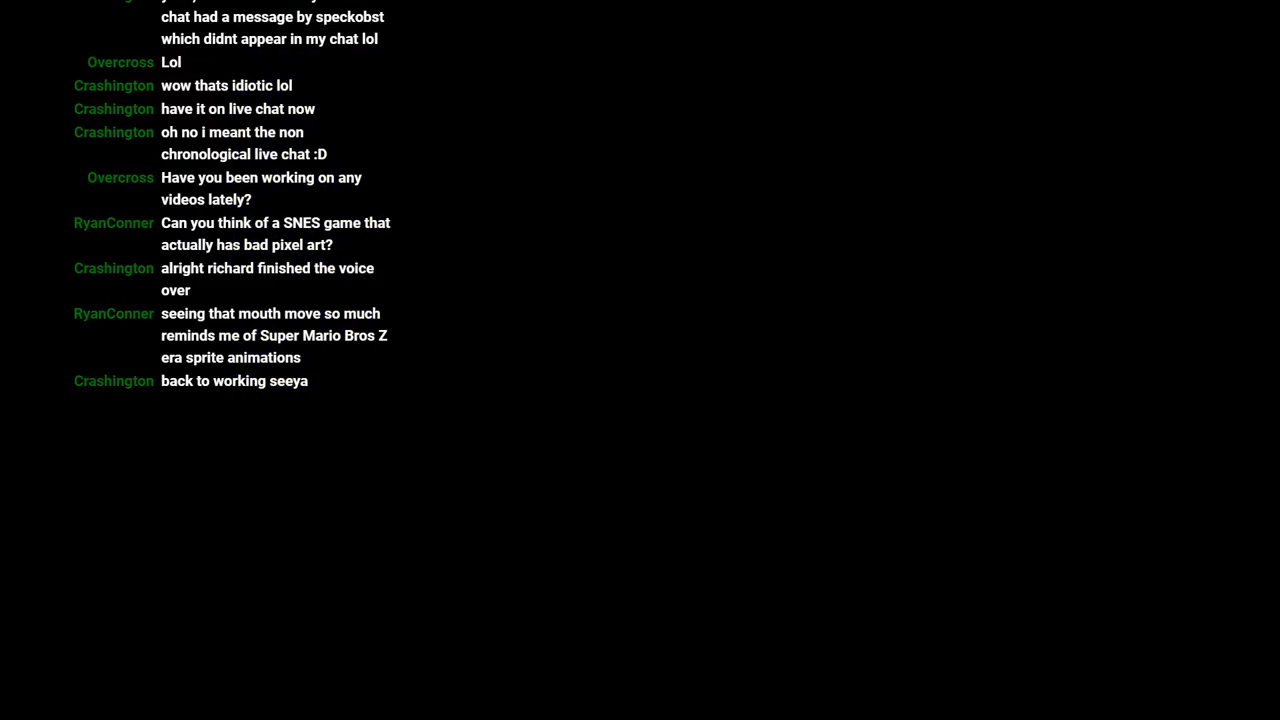 chat had a message by speckobst
which didnt appear in my chat lol
Overcross Lol
Crashington wow thats idiotic lol
Crashington have it on live chat now
Crashington oh no i meant the non
chronological live chat :D
Overcross Have you been working on any
videos lately?
RyanConner Can you think of a SNES game that
actually has bad pixel art?
Crashington alright richard finished the voice
over
RyanConner seeing that mouth move so much
reminds me of Super Mario Bros Z
era sprite animations
Crashington back to working seeya